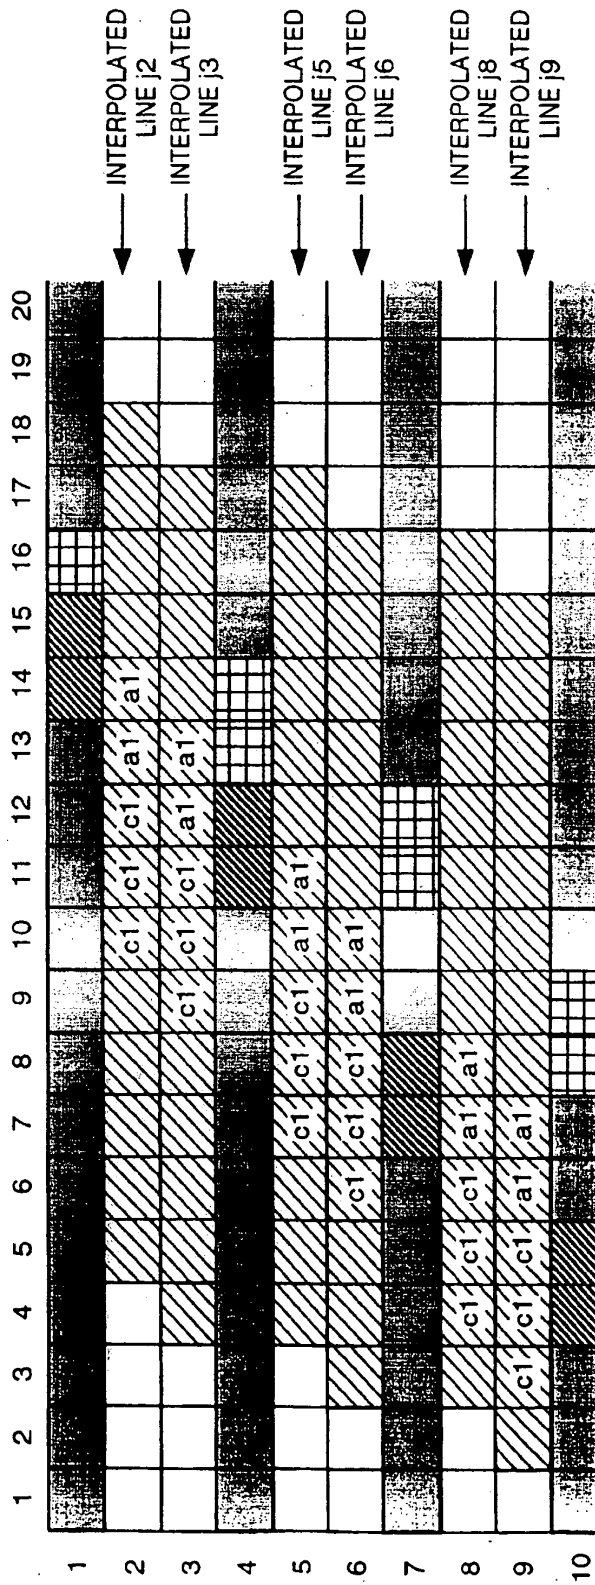 1 2 3 4 5 6 7 8 9 10 11 12 13 14 15 16 17 18 19 20
1
2 c1 c1 c1 a1 a1 INTERPOLATED
LINE j2
3 c1 c1 c1 a1 a1 INTERPOLATED
LINE j3
4
5 c1 c1 c1 a1 a1 INTERPOLATED
LINE j5
6 c1 c1 c1 a1 a1 INTERPOLATED
LINE j6
7
8 c1 c1 c1 a1 a1 INTERPOLATED
LINE j8
9 c1 c1 c1 a1 a1 INTERPOLATED
LINE j9
10